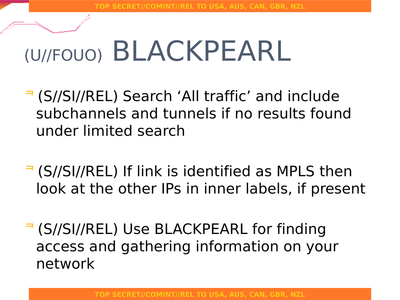 TOP SECRET//COMINT//REL TO USA, AUS, CAN, GBR, NZL
(U//FOUO) BLACKPEARL
(S//SI//REL) Search ‘All traffic’ and include
subchannels and tunnels if no results found
under limited search
(S//SI//REL) If link is identified as MPLS then
look at the other IPs in inner labels, if present
(S//SI//REL) Use BLACKPEARL for finding
access and gathering information on your
network
TOP SECRET//COMINT//REL TO USA, AUS, CAN, GBR, NZL